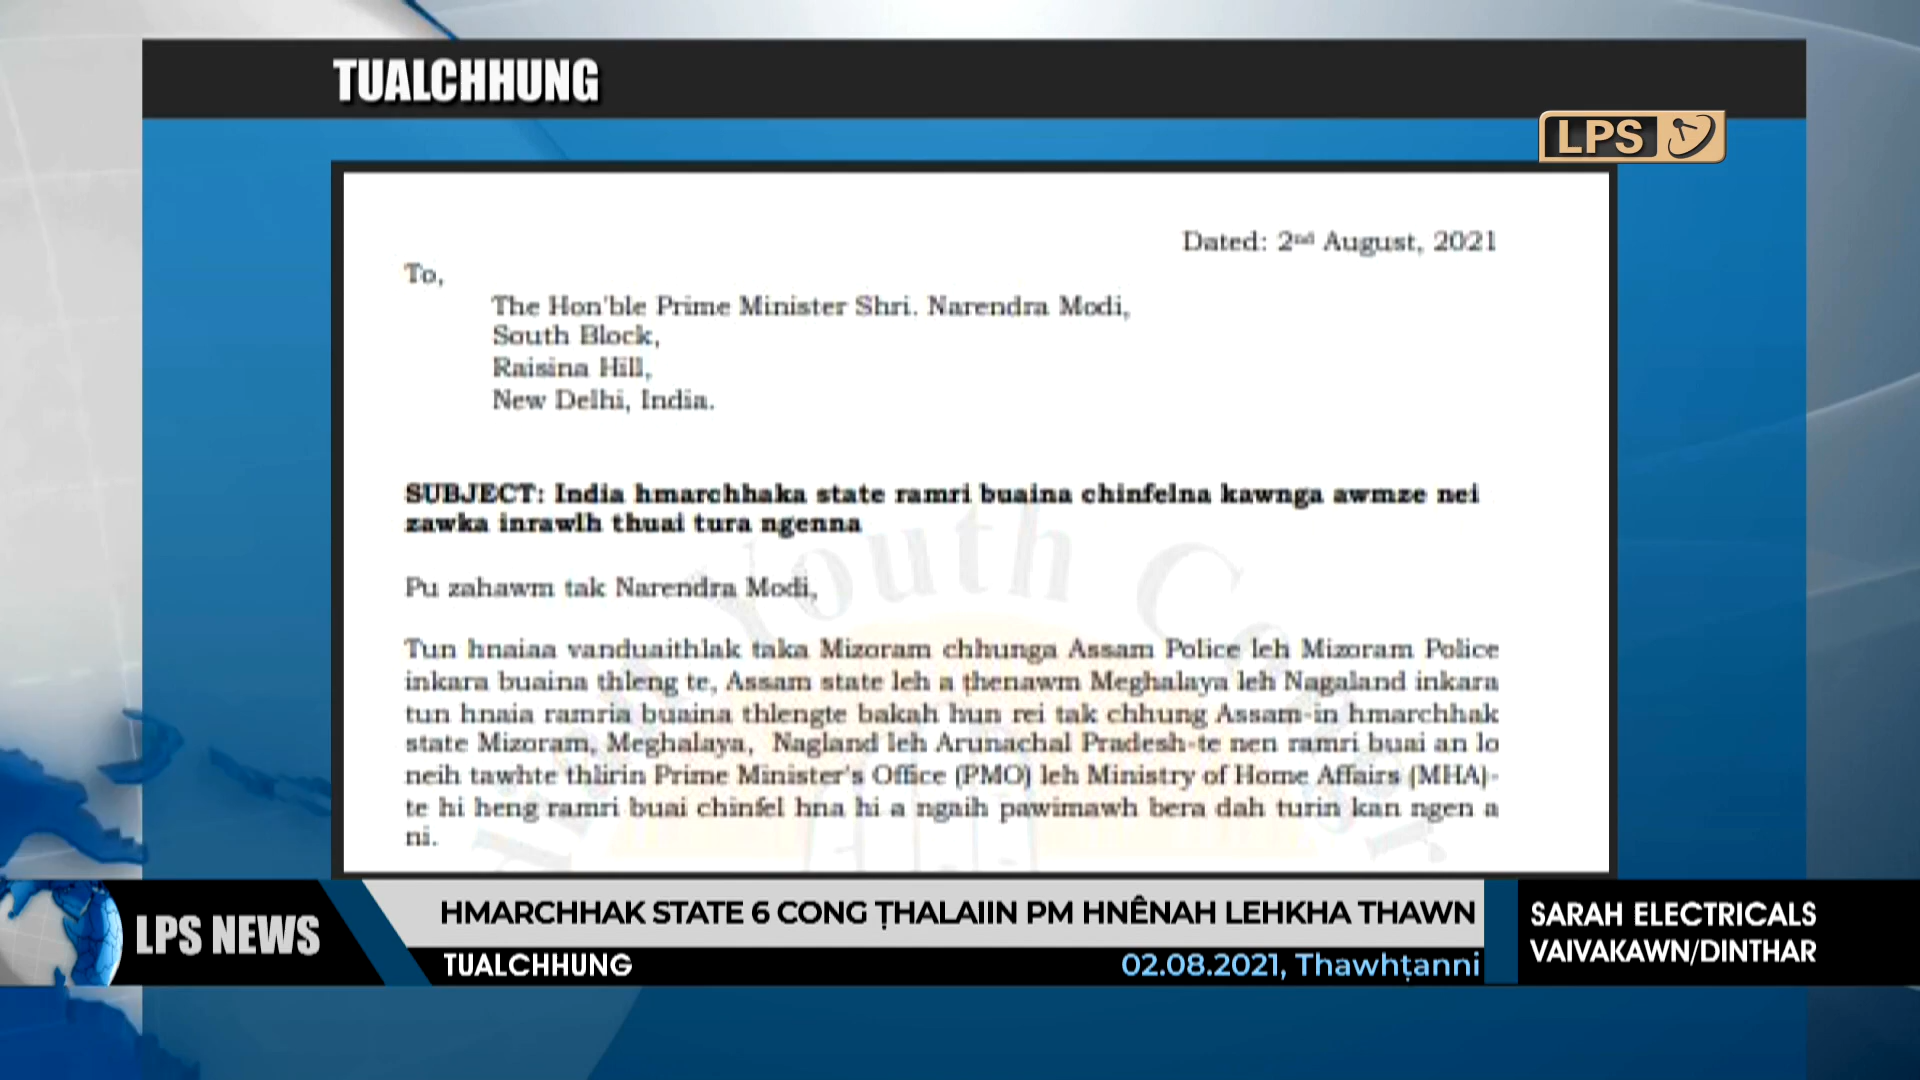 TUALCHHUNG
LPS
Dated: 2nd August, 2021
To,
The Hon'ble Prime Minister Shri. Narendra Modi,
South Block,
Raisina Hill,
New Delhi, India.
SUBJECT: India hmarchhaka state ramri buaina chinfelna kawnga awmze nei
zawka inrawlh thuai tura ngenna
Pu zahawm tak Narendra Modi,
Tun hnaiaa vanduaithlak taka Mizoram chhunga Assam Police leh Mizoram Police
inkara buaina thleng te, Assam state leh a ṭhenawm Meghalaya leh Nagaland inkara
tun hnaia ramria buaina thlengte bakah hun rei tak chhung Assam-in hmarchhak
state Mizoram, Meghalaya, Nagland leh Arunachal Pradesh-te nen ramri buai an lo
neih tawhte thlirin Prime Minister's Office (PMO) leh Ministry of Home Affairs (MHA)-
te hi heng ramri buai chinfel hna hi a ngaih pawimawh bera dah turin kan ngen a
ni.
Youth
LPS NEWS
HMARCHHAK STATE 6 CONG ṬHALAIIN PM HNÊNAH LEHKHA THAWN
TUALCHHUNG
02.08.2021, Thawhṭanni
SARAH ELECTRICALS
VAIVAKAWN/DINTHAR